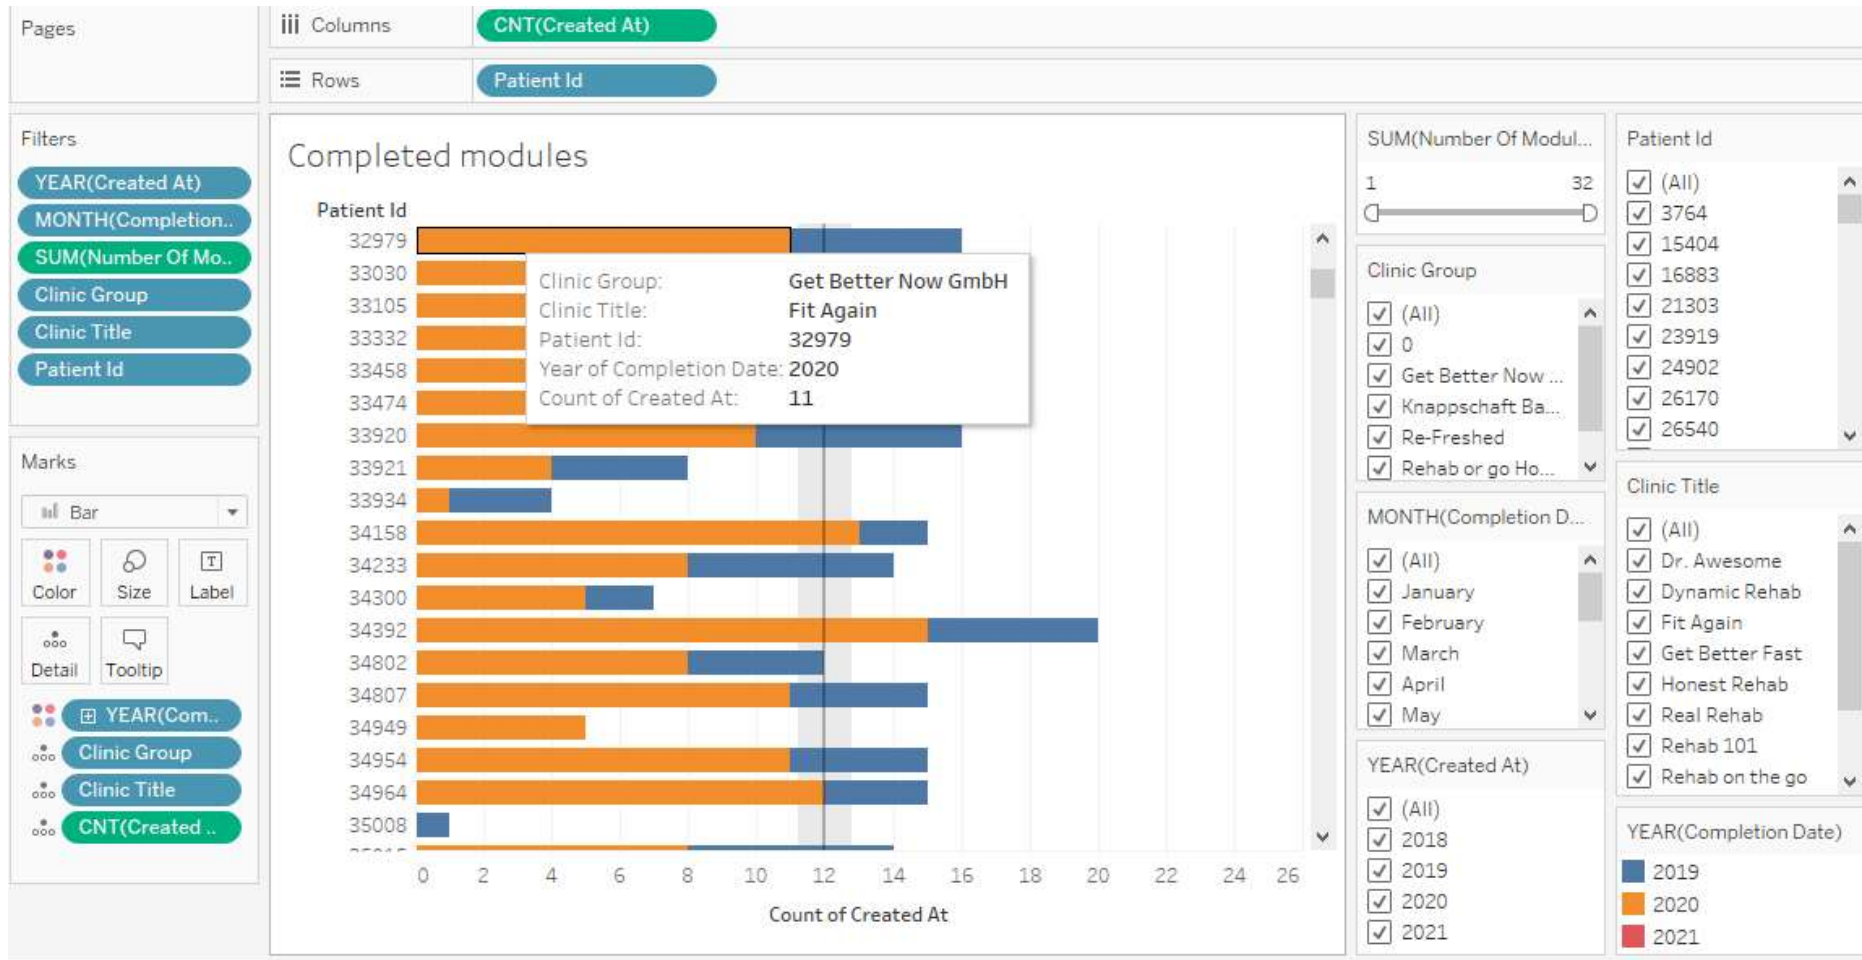 Pages
Columns
CNT(Created At)
Rows
Patient Id
Filters
YEAR(Created At)
MONTH(Completion..
SUM(Number Of Mo..
Clinic Group
Clinic Title
Patient Id
Marks
Bar
Color
Size
Label
Detail
Tooltip
YEAR(Com..
Clinic Group
Clinic Title
CNT(Created ..
Completed modules
Patient Id
32979
33030
33105
33332
33458
33474
33920
33921
33934
34158
34233
34300
34392
34802
34807
34949
34954
34964
35008
Clinic Group: Get Better Now GmbH
Clinic Title: Fit Again
Patient Id: 32979
Year of Completion Date: 2020
Count of Created At: 11
0 2 4 6 8 10 12 14 16 18 20 22 24 26
Count of Created At
SUM(Number Of Modul...
1 32
Clinic Group
(All)
0
Get Better Now ...
Knappschaft Ba...
Re-Freshed
Rehab or go Ho...
MONTH(Completion D...
(All)
January
February
March
April
May
YEAR(Created At)
(All)
2018
2019
2020
2021
Patient Id
(All)
3764
15404
16883
21303
23919
24902
26170
26540
Clinic Title
(All)
Dr. Awesome
Dynamic Rehab
Fit Again
Get Better Fast
Honest Rehab
Real Rehab
Rehab 101
Rehab on the go
YEAR(Completion Date)
2019
2020
2021